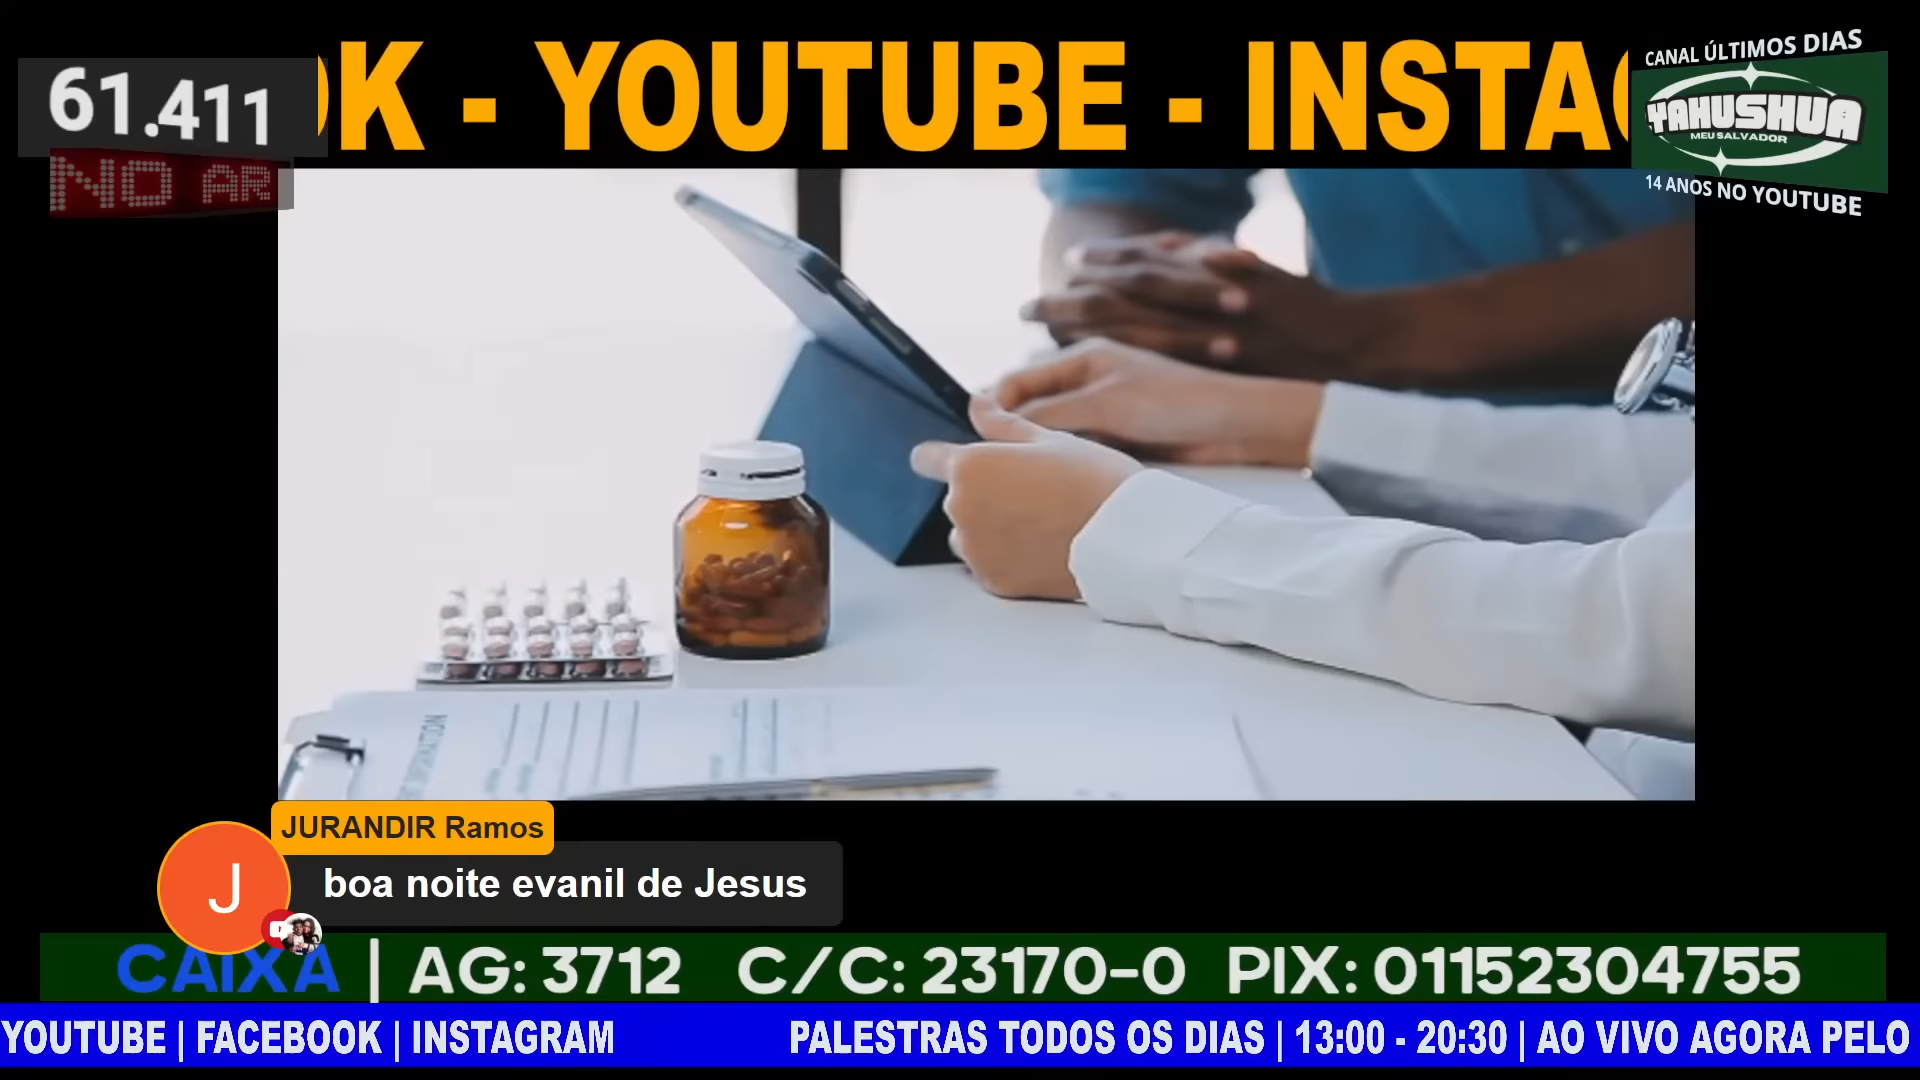 OK - YOUTUBE - INSTA
61.411
NO AR
CANAL ÚLTIMOS DIAS
YAHUSHUA
MEU SALVADOR
14 ANOS NO YOUTUBE
JURANDIR Ramos
J
boa noite evanil de Jesus
CAIXA | AG: 3712 C/C: 23170-0 PIX: 01152304755
YOUTUBE | FACEBOOK | INSTAGRAM PALESTRAS TODOS OS DIAS | 13:00 - 20:30 | AO VIVO AGORA PELO